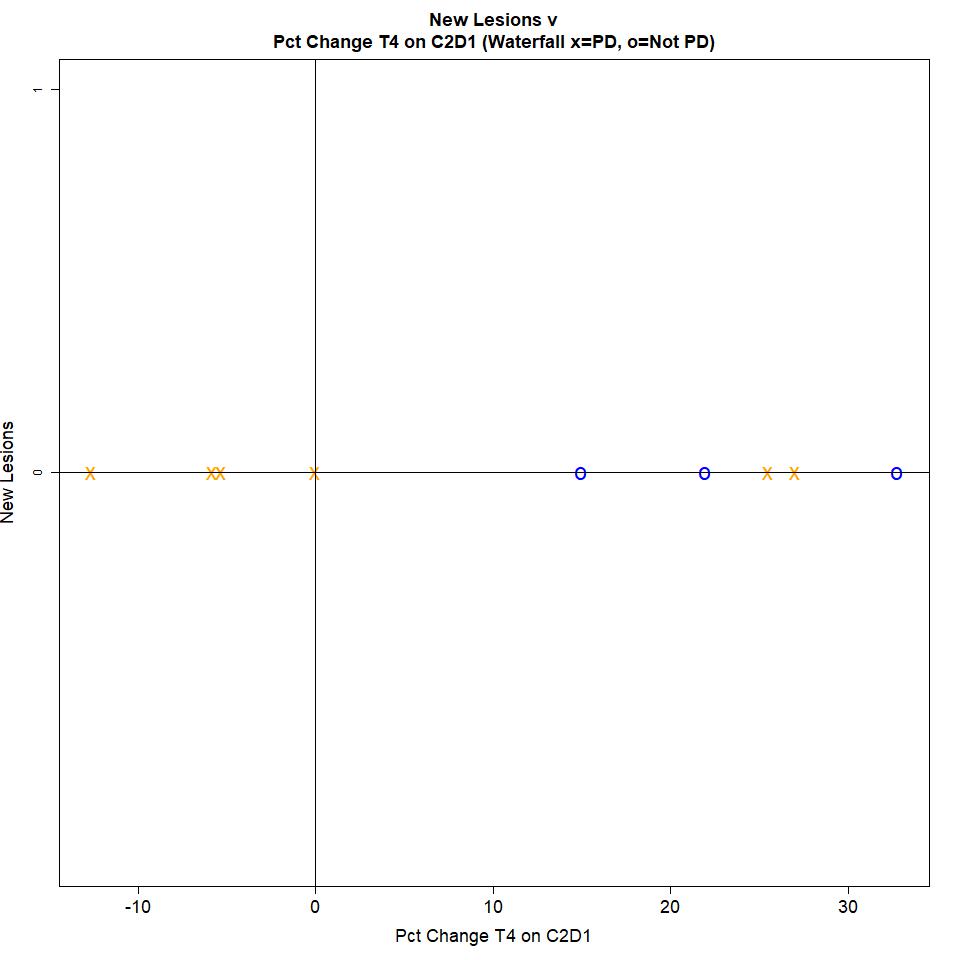 New Lesions v
Pct Change T4 on C2D1 (Waterfall x=PD, o=Not PD)
1
New Lesions
0
x xx x o o x x o
-10 0 10 20 30
Pct Change T4 on C2D1